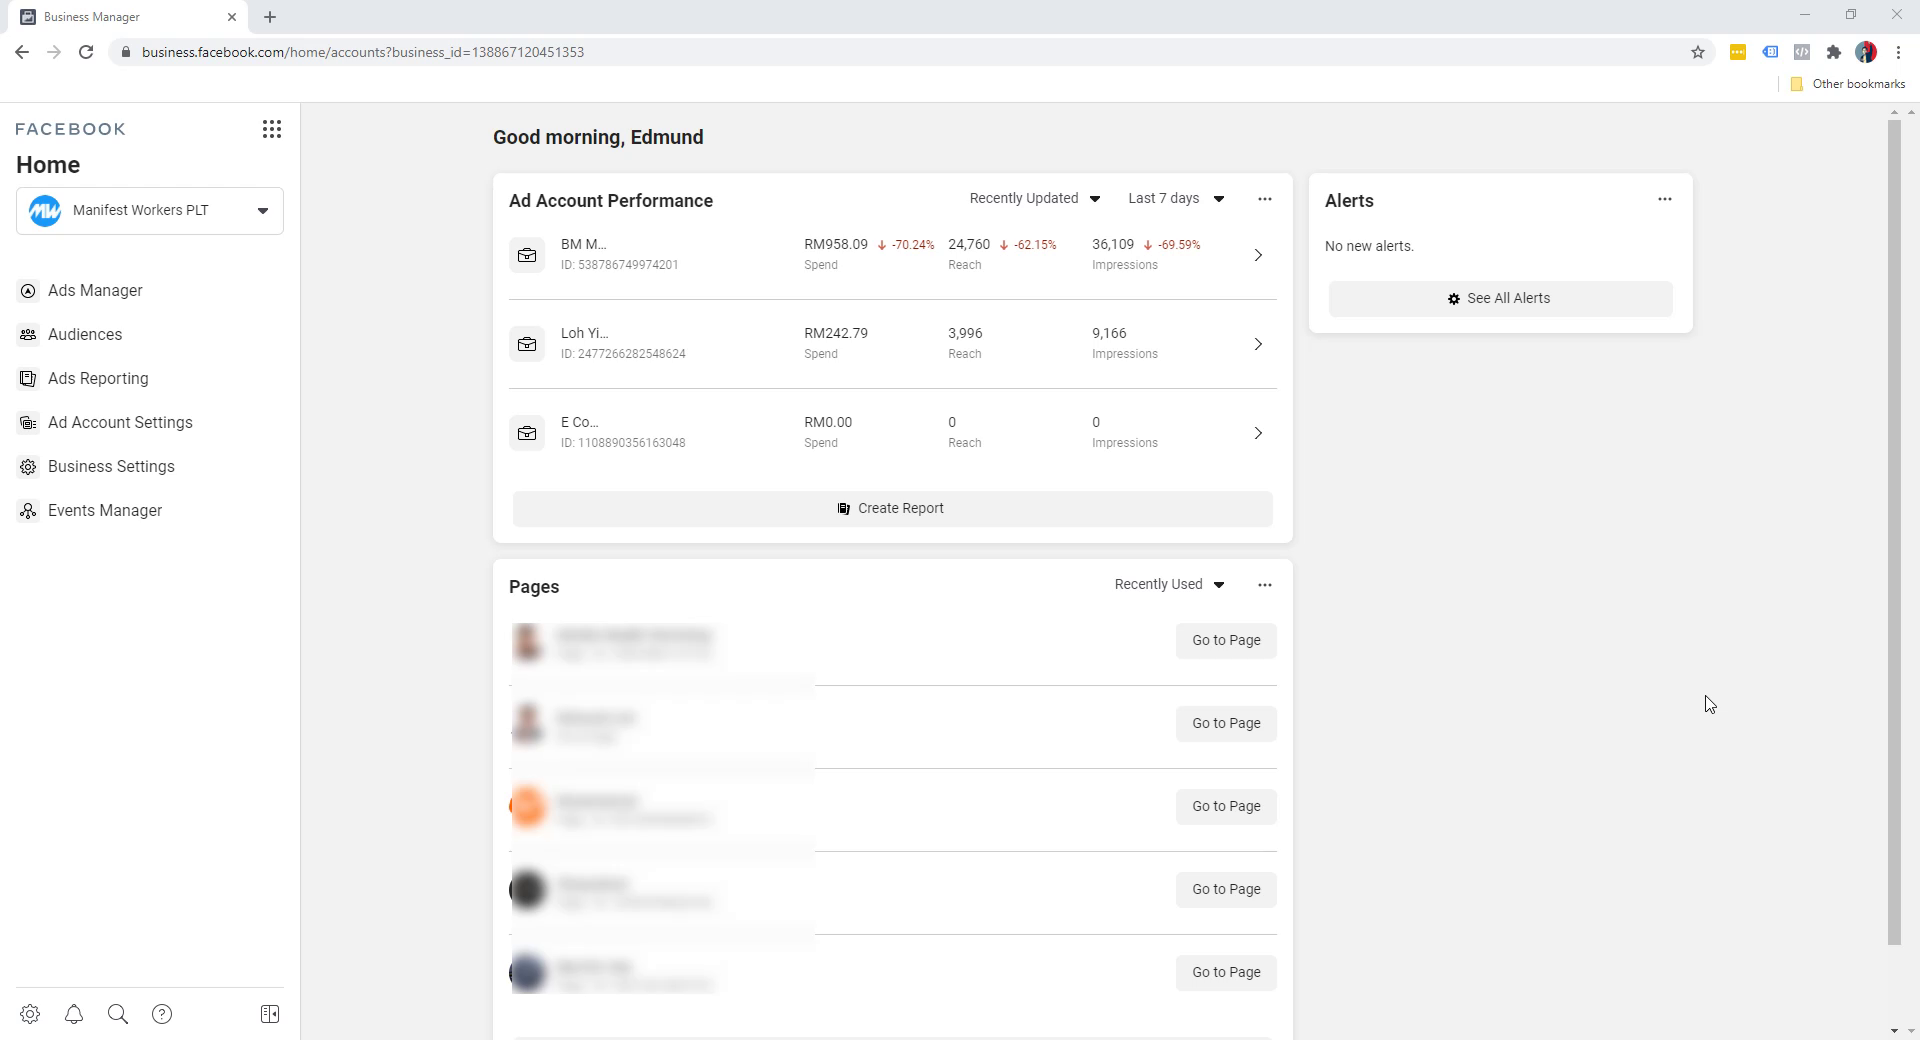 Business Manager
business.facebook.com/home/accounts?business_id=138867120451353
Other bookmarks
FACEBOOK
Home
MW Manifest Workers PLT
Ads Manager
Audiences
Ads Reporting
Ad Account Settings
Business Settings
Events Manager
Good morning, Edmund
Ad Account Performance Recently Updated Last 7 days
BM M... RM958.09 -70.24% 24,760 -62.15% 36,109 -69.59%
ID: 538786749974201 Spend Reach Impressions
Loh Yi... RM242.79 3,996 9,166
ID: 2477266282548624 Spend Reach Impressions
E Co... RM0.00 0 0
ID: 1108890356163048 Spend Reach Impressions
Create Report
Alerts
No new alerts.
See All Alerts
Pages Recently Used
Go to Page
Go to Page
Go to Page
Go to Page
Go to Page